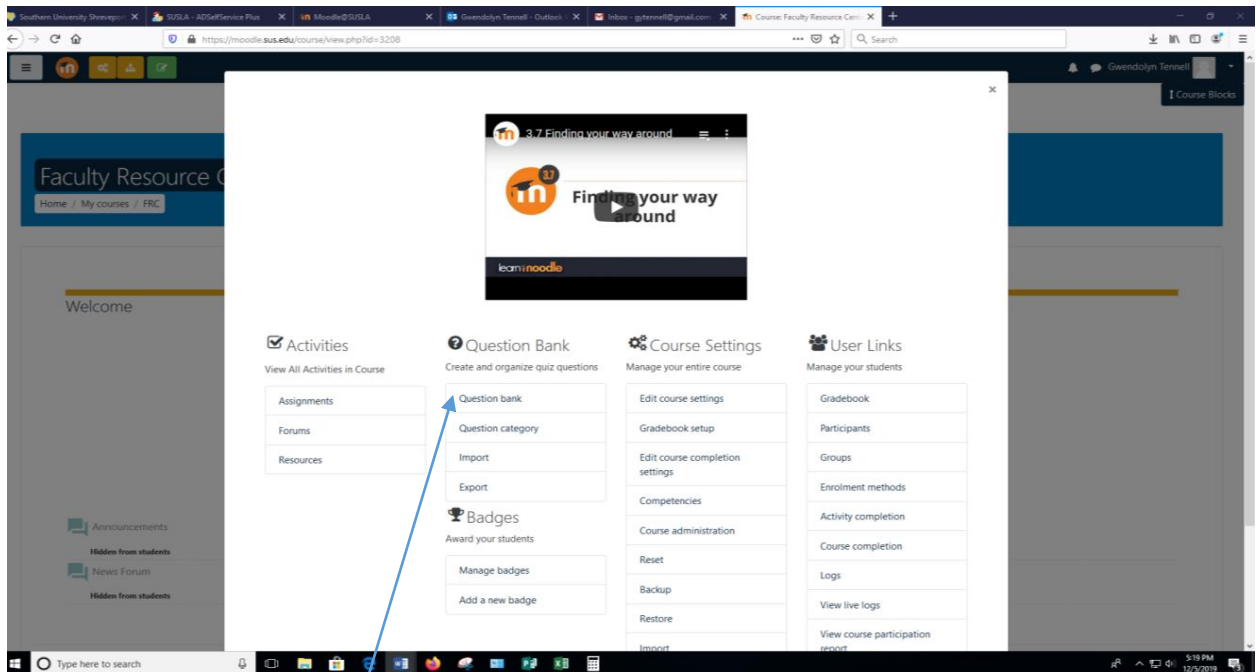 Southern University Shrevepor
SUSLA - ADSelfService Plus
Moodle@SUSLA
Gwendolyn Tennell - Outlook
Inbox - gytennell@gmail.com
Course: Faculty Resource Cent
https://moodle.sus.edu/course/view.php?id=3208
Search
Gwendolyn Tennell
Course Blocks
3.7 Finding your way around
3.7
Finding your way
around
learn moodle
Faculty Resource C
Home / My courses / FRC
Welcome
Announcements
Hidden from students
News Forum
Hidden from students
Activities
View All Activities in Course
Assignments
Forums
Resources
Question Bank
Create and organize quiz questions
Question bank
Question category
Import
Export
Badges
Award your students
Manage badges
Add a new badge
Course Settings
Manage your entire course
Edit course settings
Gradebook setup
Edit course completion
settings
Competencies
Course administration
Reset
Backup
Restore
Import
User Links
Manage your students
Gradebook
Participants
Groups
Enrolment methods
Activity completion
Course completion
Logs
View live logs
View course participation
report
Type here to search
5:19 PM
12/5/2019